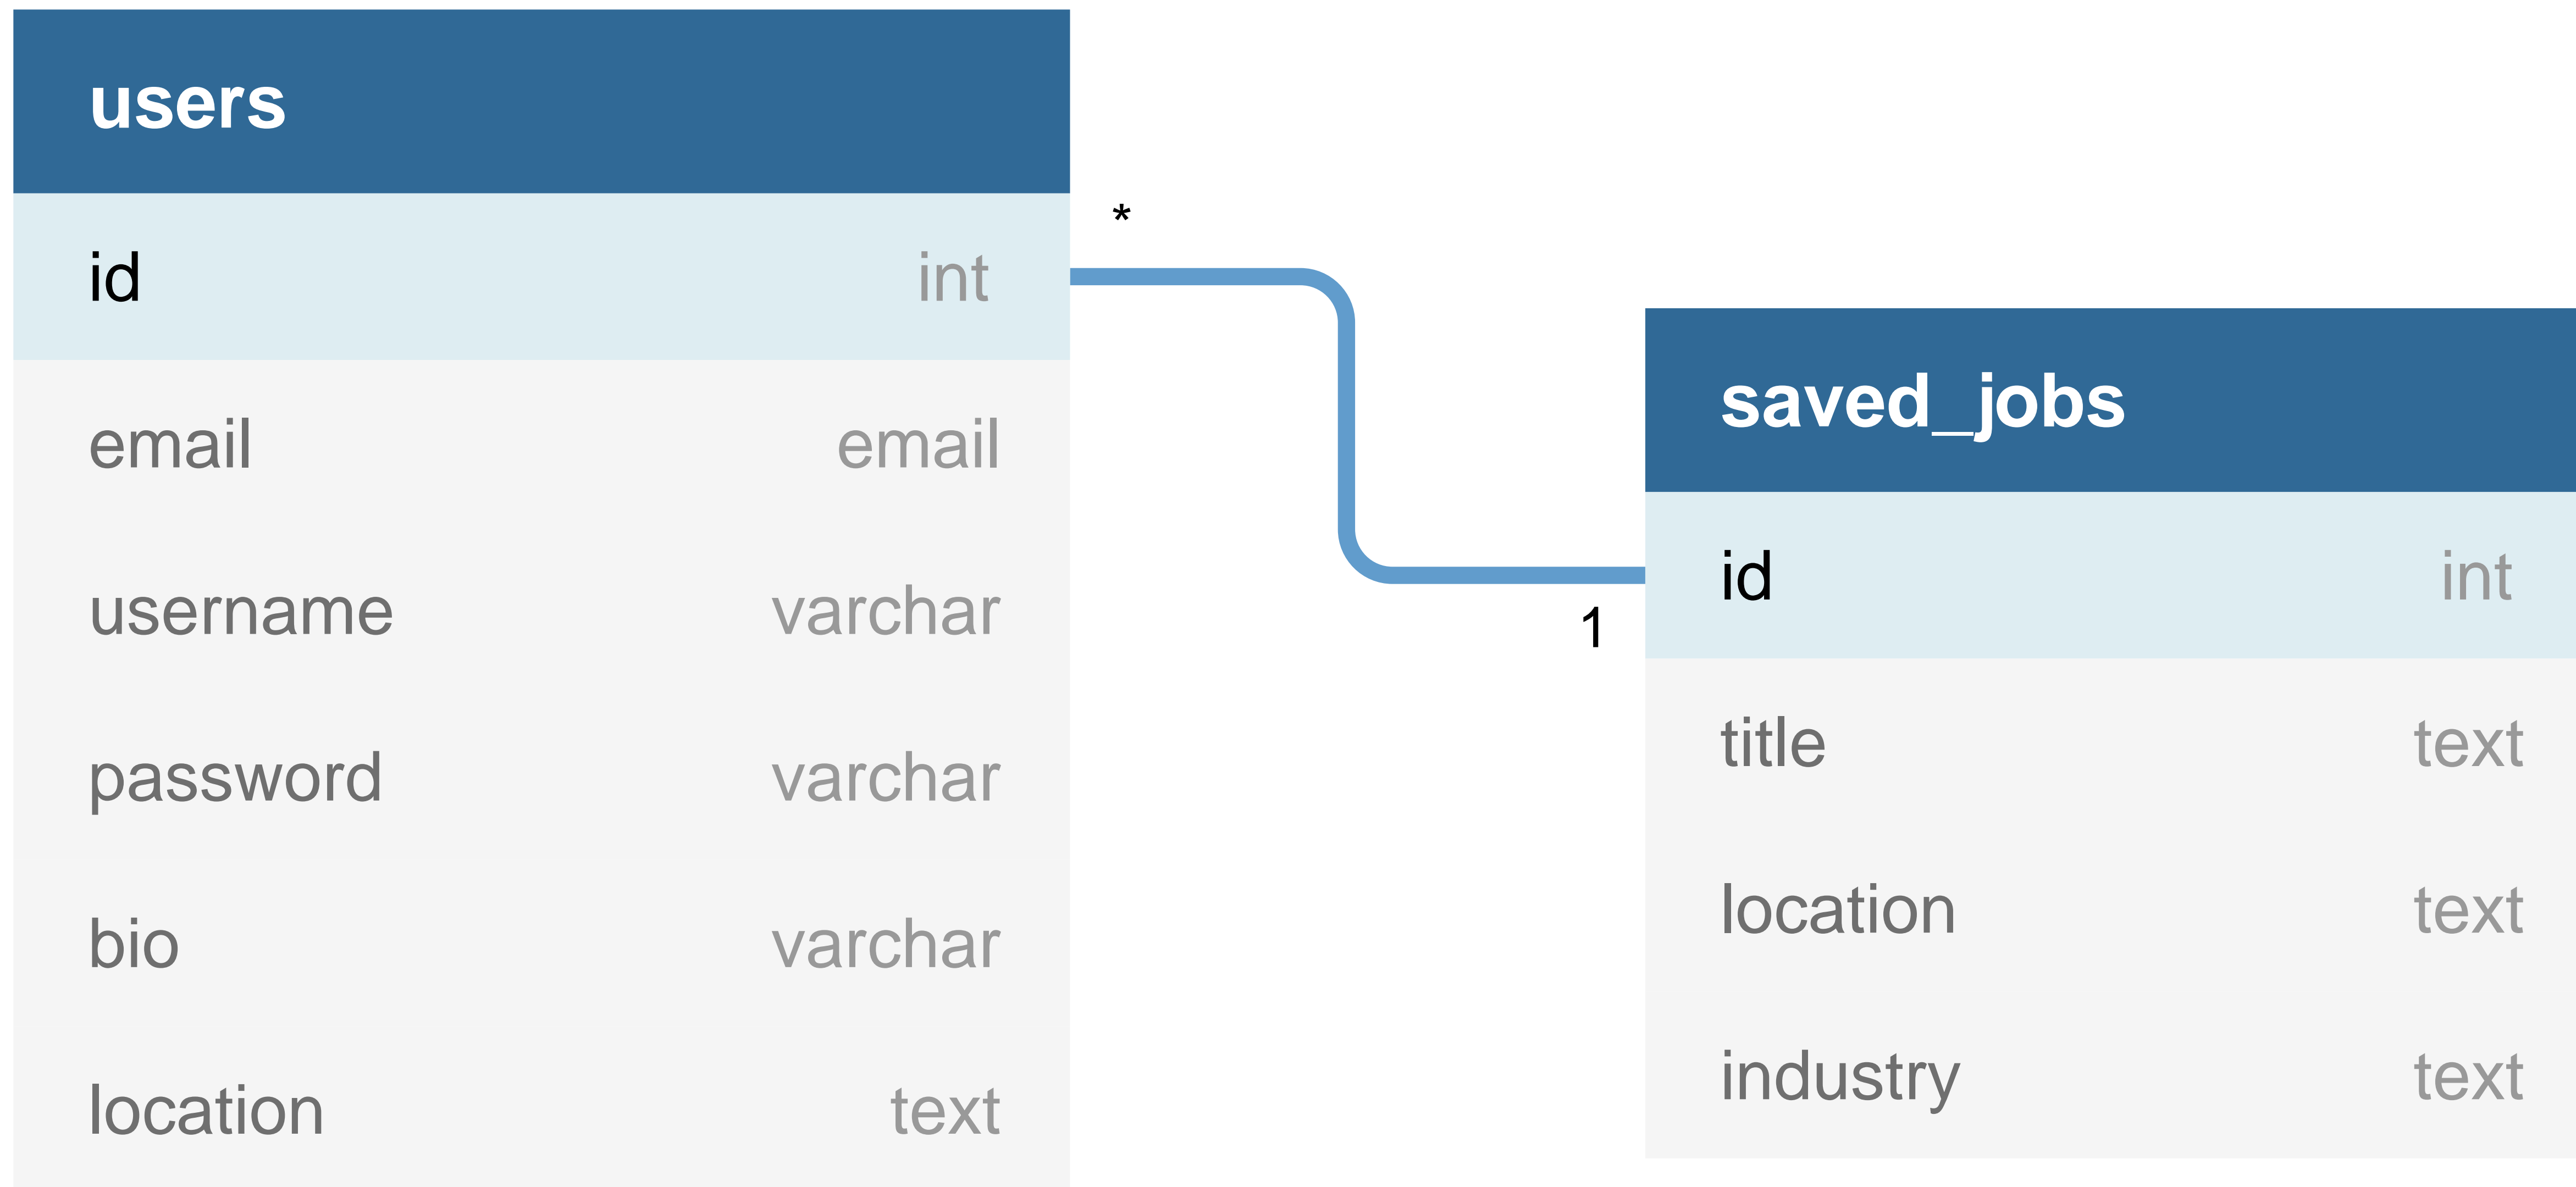 users
id int
email email
username varchar
password varchar
bio varchar
location text
*
1
saved_jobs
id int
title text
location text
industry text